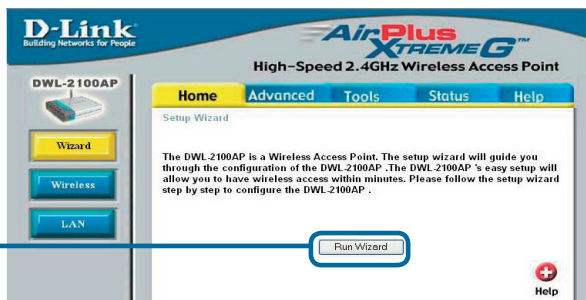 D-Link
Building Networks for People
AirPlus
XTREME G™
High-Speed 2.4GHz Wireless Access Point
DWL-2100AP
Home Advanced Tools Status Help
Setup Wizard
Wizard
The DWL-2100AP is a Wireless Access Point. The setup wizard will guide you
through the configuration of the DWL-2100AP .The DWL-2100AP 's easy setup will
allow you to have wireless access within minutes. Please follow the setup wizard
step by step to configure the DWL-2100AP .
Wireless
LAN
Run Wizard
Help